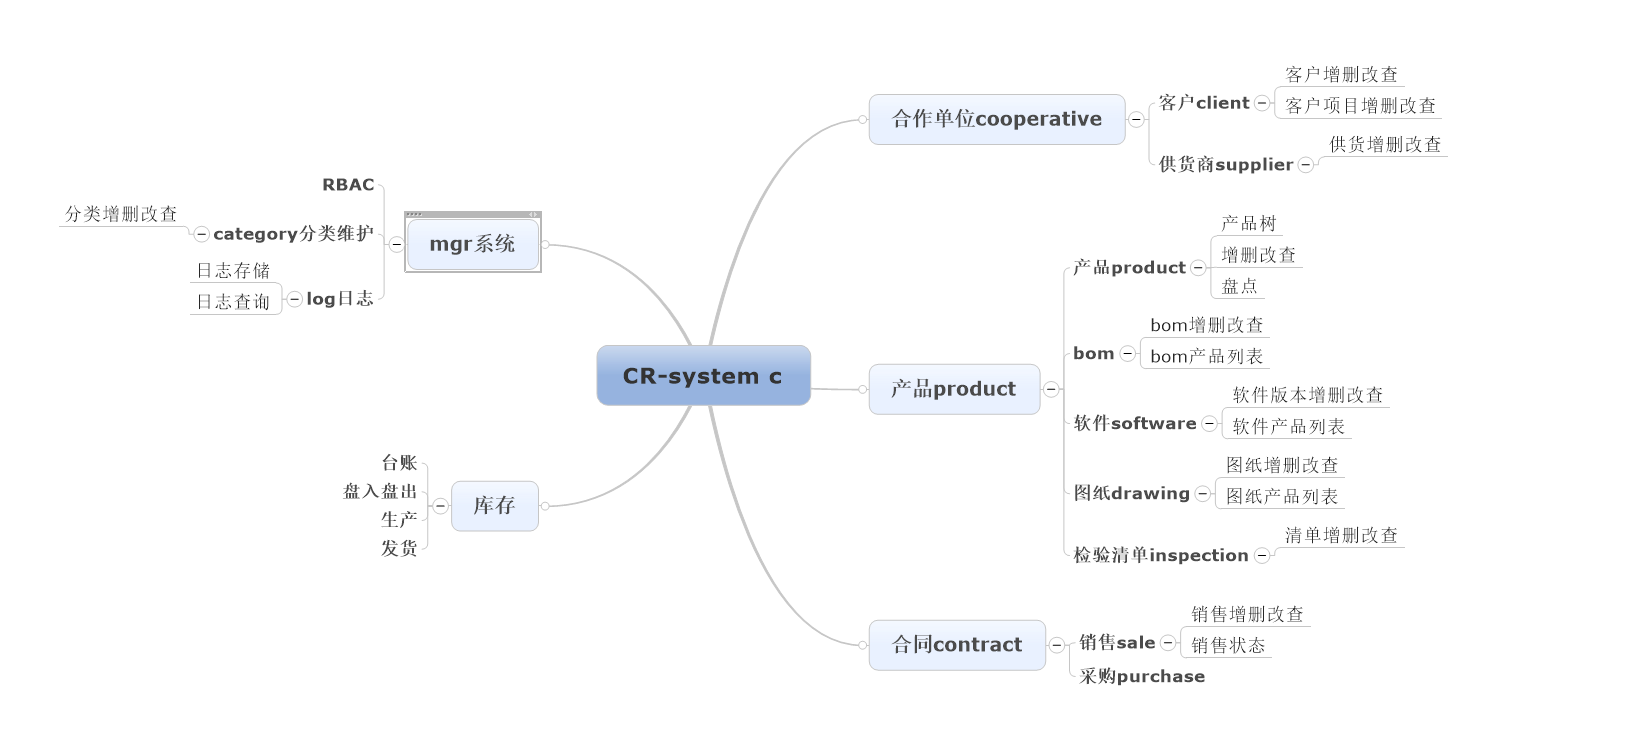 CR-system c
合作单位cooperative
客户client
客户增删改查
客户项目增删改查
供货商supplier
供货增删改查
产品product
产品product
产品树
增删改查
盘点
bom
bom增删改查
bom产品列表
软件software
软件版本增删改查
软件产品列表
图纸drawing
图纸增删改查
图纸产品列表
检验清单inspection
清单增删改查
合同contract
销售sale
销售增删改查
销售状态
采购purchase
mgr系统
RBAC
category分类维护
分类增删改查
log日志
日志存储
日志查询
库存
台账
盘入盘出
生产
发货